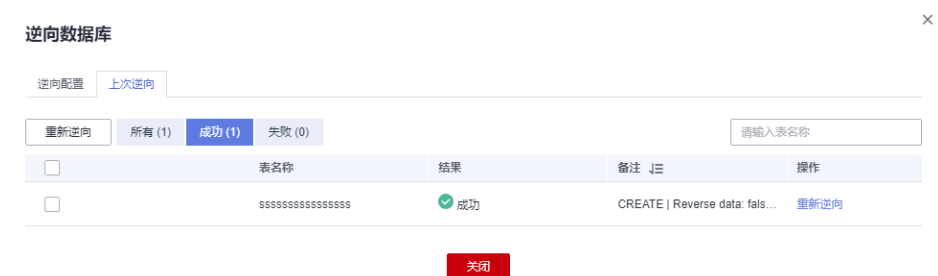 逆向数据库
逆向配置 上次逆向
重新逆向 所有 (1) 成功 (1) 失败 (0) 请输入表名称
表名称 结果 备注 操作
ssssssssssssssss 成功 CREATE | Reverse data: fals... 重新逆向
关闭